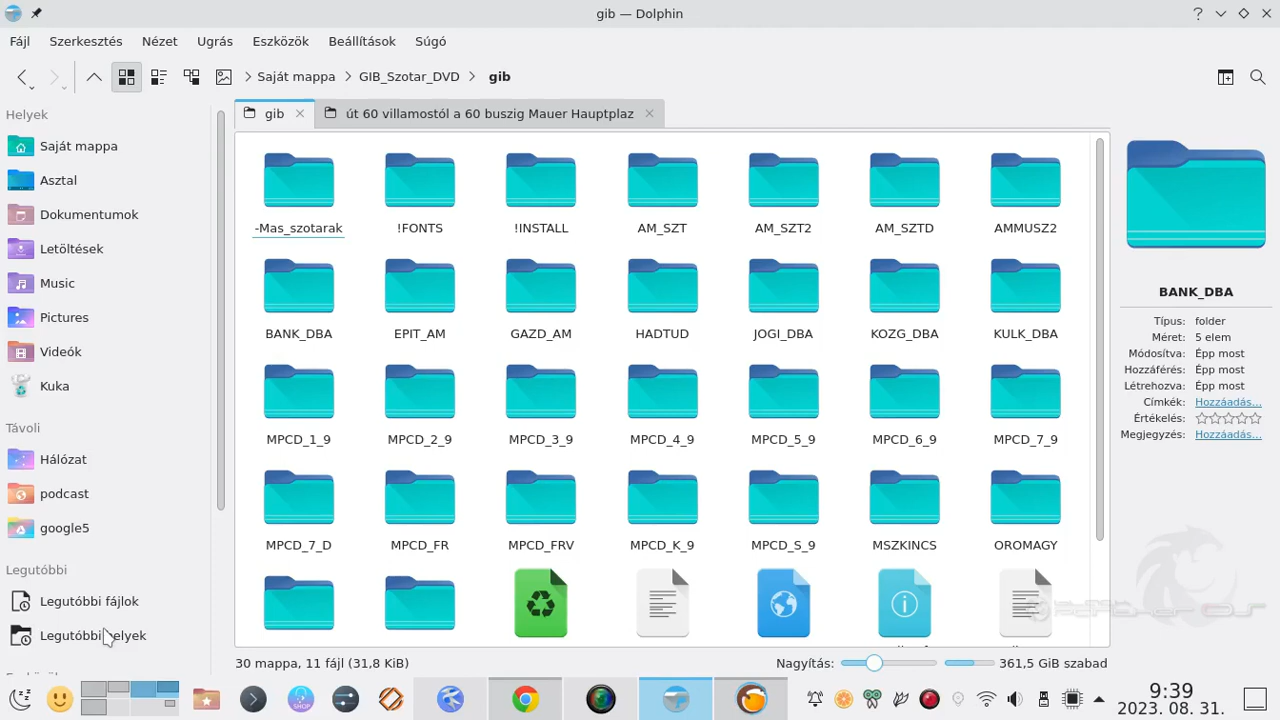 gib — Dolphin
Fájl Szerkesztés Nézet Ugrás Eszközök Beállítások Súgó
Saját mappa GIB_Szotar_DVD gib
gib út 60 villamostól a 60 buszig Mauer Hauptplaz
Helyek
Saját mappa
Asztal
Dokumentumok
Letöltések
Music
Pictures
Videók
Kuka
Távoli
Hálózat
podcast
google5
Legutóbbi
Legutóbbi fájlok
Legutóbbi helyek
-Mas_szotarak !FONTS !INSTALL AM_SZT AM_SZT2 AM_SZTD AMMUSZ2
BANK_DBA EPIT_AM GAZD_AM HADTUD JOGI_DBA KOZG_DBA KULK_DBA
MPCD_1_9 MPCD_2_9 MPCD_3_9 MPCD_4_9 MPCD_5_9 MPCD_6_9 MPCD_7_9
MPCD_7_D MPCD_FR MPCD_FRV MPCD_K_9 MPCD_S_9 MSZKINCS OROMAGY
BANK_DBA
Típus: folder
Méret: 5 elem
Módosítva: Épp most
Hozzáférés: Épp most
Létrehozva: Épp most
Címkék: Hozzáadás...
Értékelés:
Megjegyzés: Hozzáadás...
30 mappa, 11 fájl (31,8 KiB) Nagyítás: 361,5 GiB szabad
SHOP
9:39
2023. 08. 31.